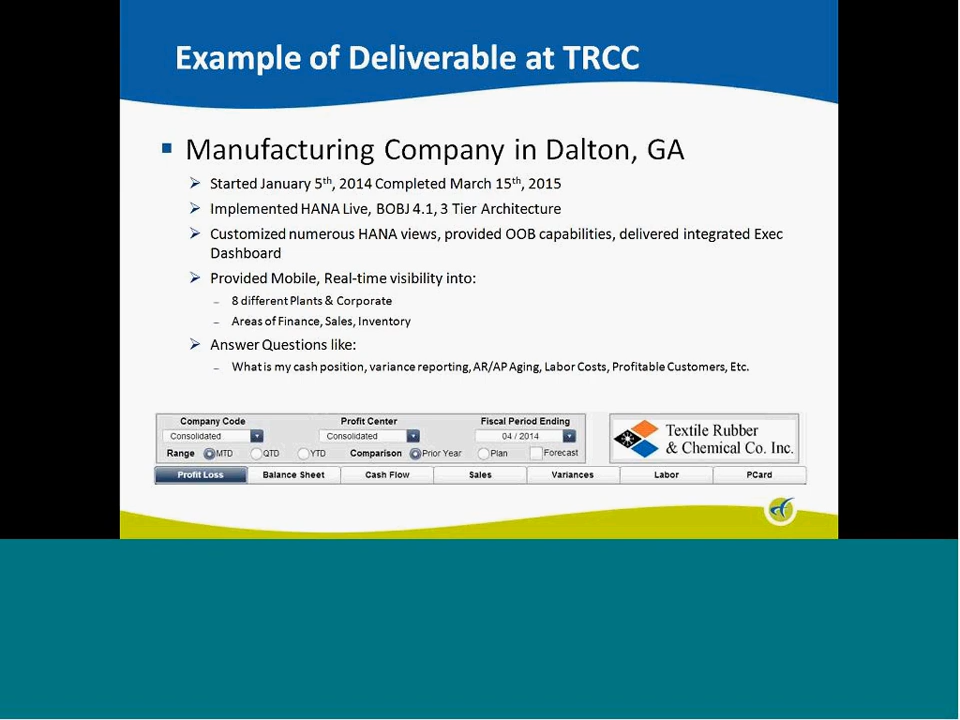 Example of Deliverable at TRCC
Manufacturing Company in Dalton, GA
Started January 5th, 2014 Completed March 15th, 2015
Implemented HANA Live, BOBJ 4.1, 3 Tier Architecture
Customized numerous HANA views, provided OOB capabilities, delivered integrated Exec
Dashboard
Provided Mobile, Real-time visibility into:
– 8 different Plants & Corporate
– Areas of Finance, Sales, Inventory
Answer Questions like:
– What is my cash position, variance reporting, AR/AP Aging, Labor Costs, Profitable Customers, Etc.
Company Code Profit Center Fiscal Period Ending
Consolidated Consolidated 04 / 2014
Range MTD QTD YTD Comparison Prior Year Plan Forecast
Textile Rubber
& Chemical Co. Inc.
Profit Loss Balance Sheet Cash Flow Sales Variances Labor PCard